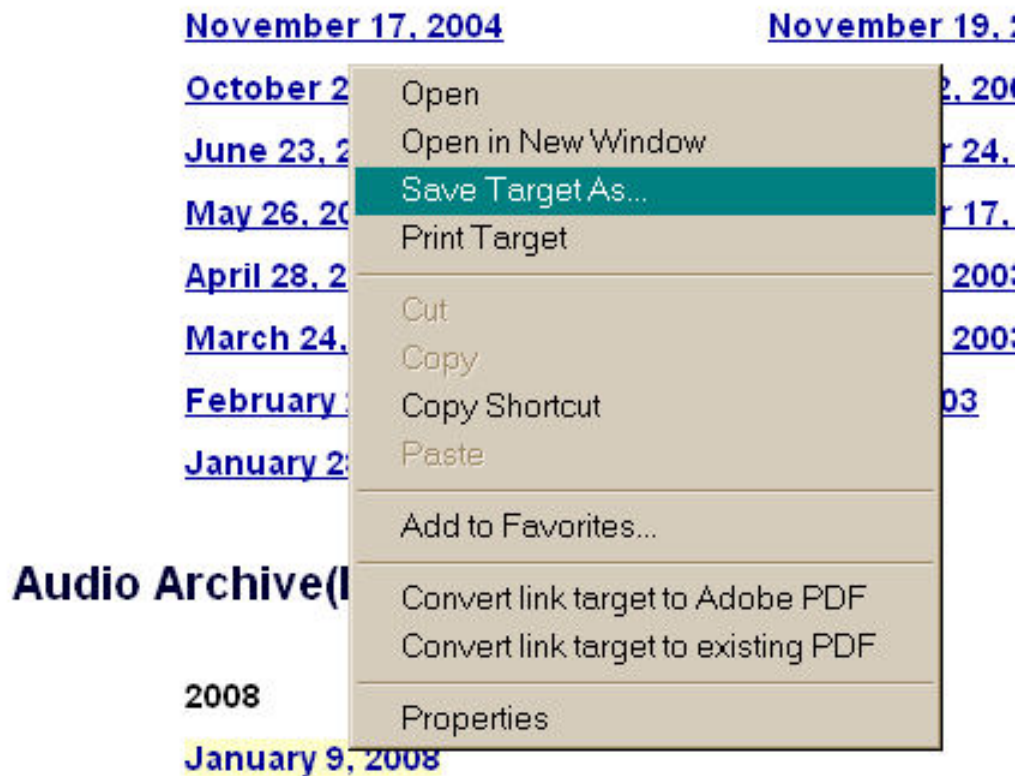 November 17, 2004
November 19, 2
October 2
2, 200
June 23, 2
r 24,
May 26, 20
r 17,
April 28, 2
2003
March 24,
2003
February
03
January 2
Open
Open in New Window
Save Target As...
Print Target
Cut
Copy
Copy Shortcut
Paste
Add to Favorites...
Convert link target to Adobe PDF
Convert link target to existing PDF
Properties
Audio Archive(
2008
January 9, 2008